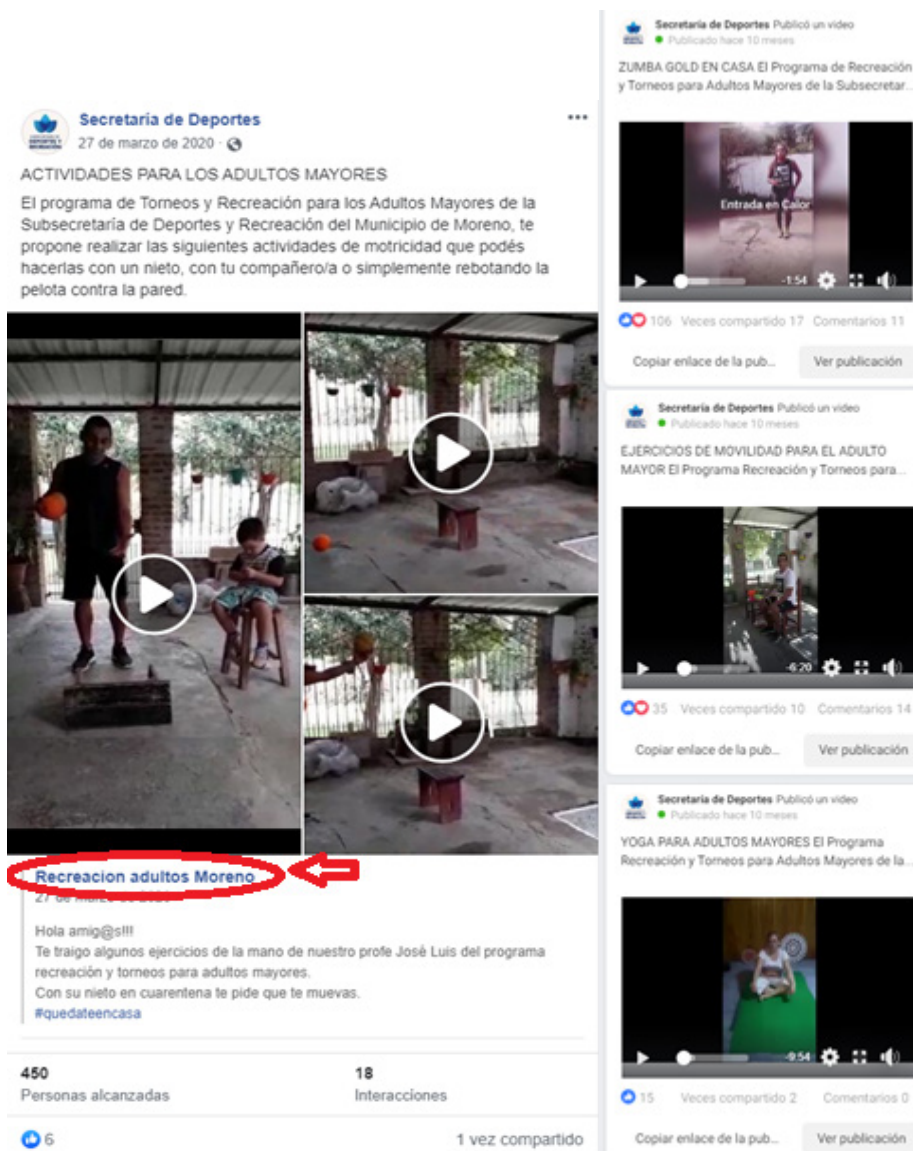 Secretaría de Deportes
27 de marzo de 2020 ·
ACTIVIDADES PARA LOS ADULTOS MAYORES
El programa de Torneos y Recreación para los Adultos Mayores de la
Subsecretaría de Deportes y Recreación del Municipio de Moreno, te
propone realizar las siguientes actividades de motricidad que podés
hacerlas con un nieto, con tu compañero/a o simplemente rebotando la
pelota contra la pared.
Recreacion adultos Moreno
27 de marzo de 2020
Hola amig@s!!!
Te traigo algunos ejercicios de la mano de nuestro profe José Luis del programa
recreación y torneos para adultos mayores.
Con su nieto en cuarentena te pide que te muevas.
#quedateencasa
450
Personas alcanzadas
18
Interacciones
6
1 vez compartido
Secretaría de Deportes Publicó un video
Publicado hace 10 meses
ZUMBA GOLD EN CASA El Programa de Recreación
y Torneos para Adultos Mayores de la Subsecretar...
Entrada en Calor
-1:54
106 Veces compartido 17 Comentarios 11
Copiar enlace de la pub... Ver publicación
Secretaría de Deportes Publicó un video
Publicado hace 10 meses
EJERCICIOS DE MOVILIDAD PARA EL ADULTO
MAYOR El Programa Recreación y Torneos para...
-6:20
35 Veces compartido 10 Comentarios 14
Copiar enlace de la pub... Ver publicación
Secretaría de Deportes Publicó un video
Publicado hace 10 meses
YOGA PARA ADULTOS MAYORES El Programa
Recreación y Torneos para Adultos Mayores de la...
-9:54
15 Veces compartido 2 Comentarios 0
Copiar enlace de la pub... Ver publicación